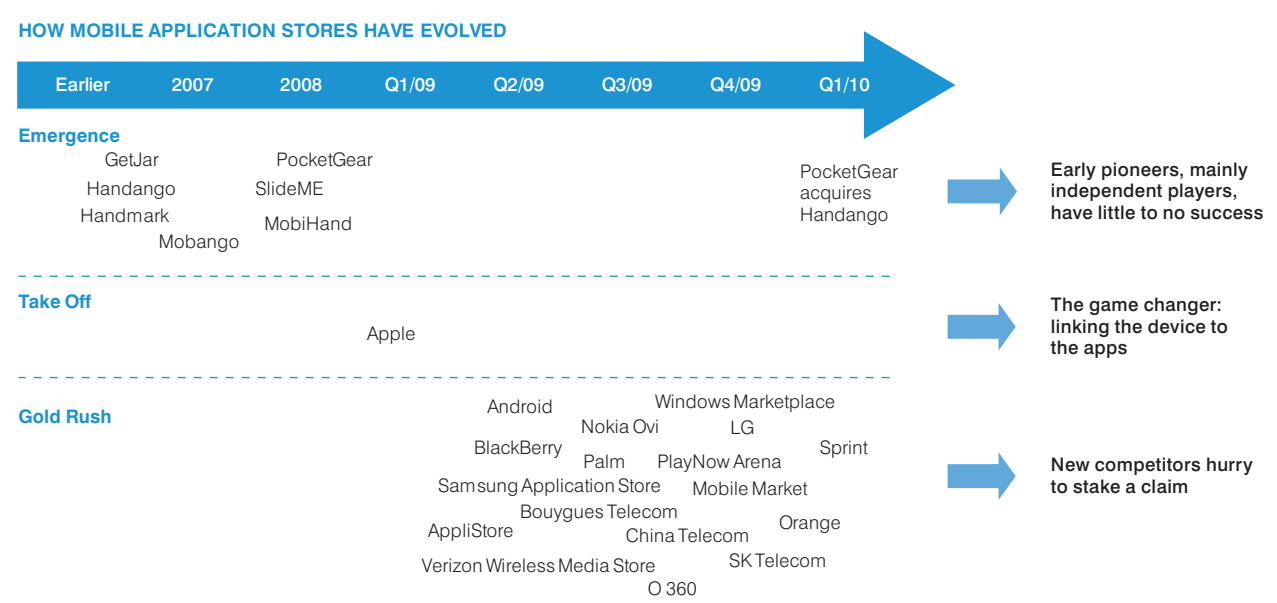 HOW MOBILE APPLICATION STORES HAVE EVOLVED
Earlier 2007 2008 Q1/09 Q2/09 Q3/09 Q4/09 Q1/10
Emergence
GetJar PocketGear
Handango SlideME
Handmark MobiHand
Mobango
PocketGear
acquires
Handango
Early pioneers, mainly
independent players,
have little to no success
Take Off
Apple
The game changer:
linking the device to
the apps
Gold Rush
Android Windows Marketplace
Nokia Ovi LG
BlackBerry Sprint
Palm PlayNow Arena
Samsung Application Store Mobile Market
Bouygues Telecom
AppliStore Orange
China Telecom
Verizon Wireless Media Store SK Telecom
O 360
New competitors hurry
to stake a claim